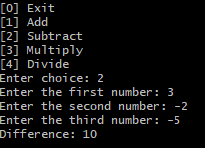 [0] Exit
[1] Add
[2] Subtract
[3] Multiply
[4] Divide
Enter choice: 2
Enter the first number: 3
Enter the second number: -2
Enter the third number: -5
Difference: 10